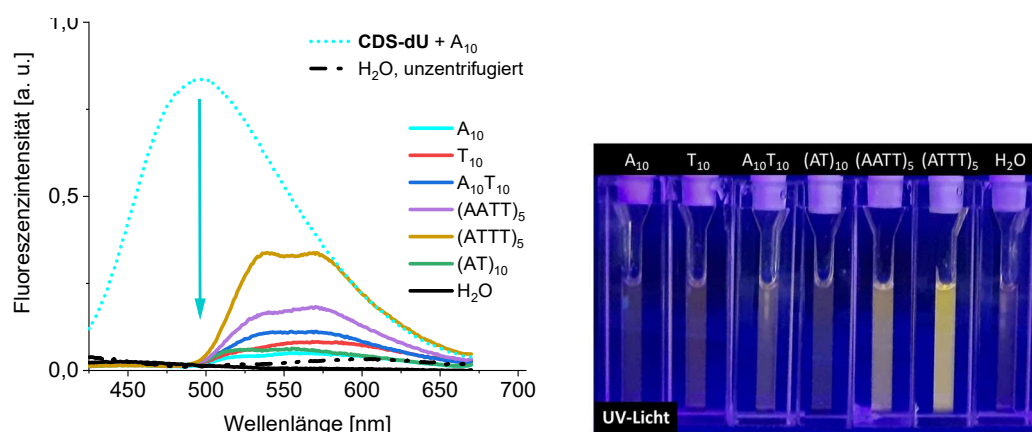 1,0
0,5
0,0
450 500 550 600 650 700
Fluoreszenzintensität [a. u.]
Wellenlänge [nm]
CDS-dU + A₁₀
H₂O, unzentrifugiert
A₁₀
T₁₀
A₁₀T₁₀
(AATT)₅
(ATTT)₅
(AT)₁₀
H₂O
A₁₀ T₁₀ A₁₀T₁₀ (AT)₁₀ (AATT)₅ (ATTT)₅ H₂O
UV-Licht